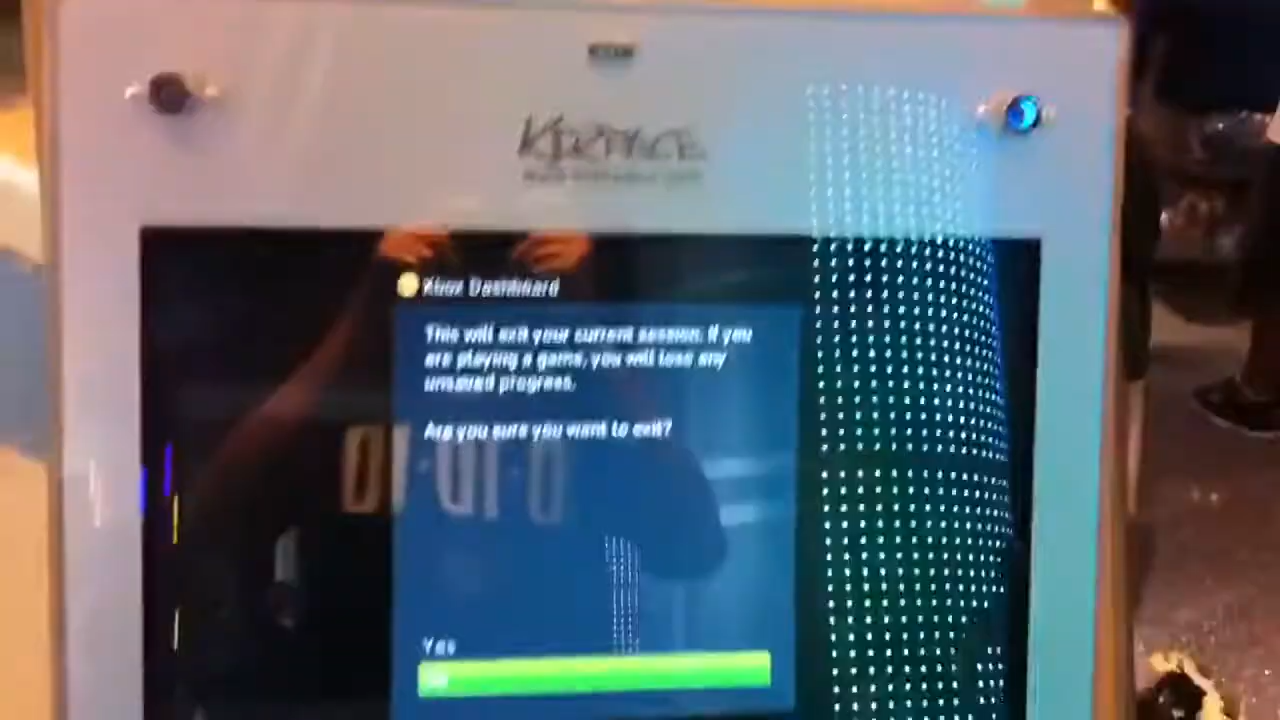 Xbox Dashboard
This will exit your current session. If you
are playing a game, you will lose any
unsaved progress.
Are you sure you want to exit?
Yes